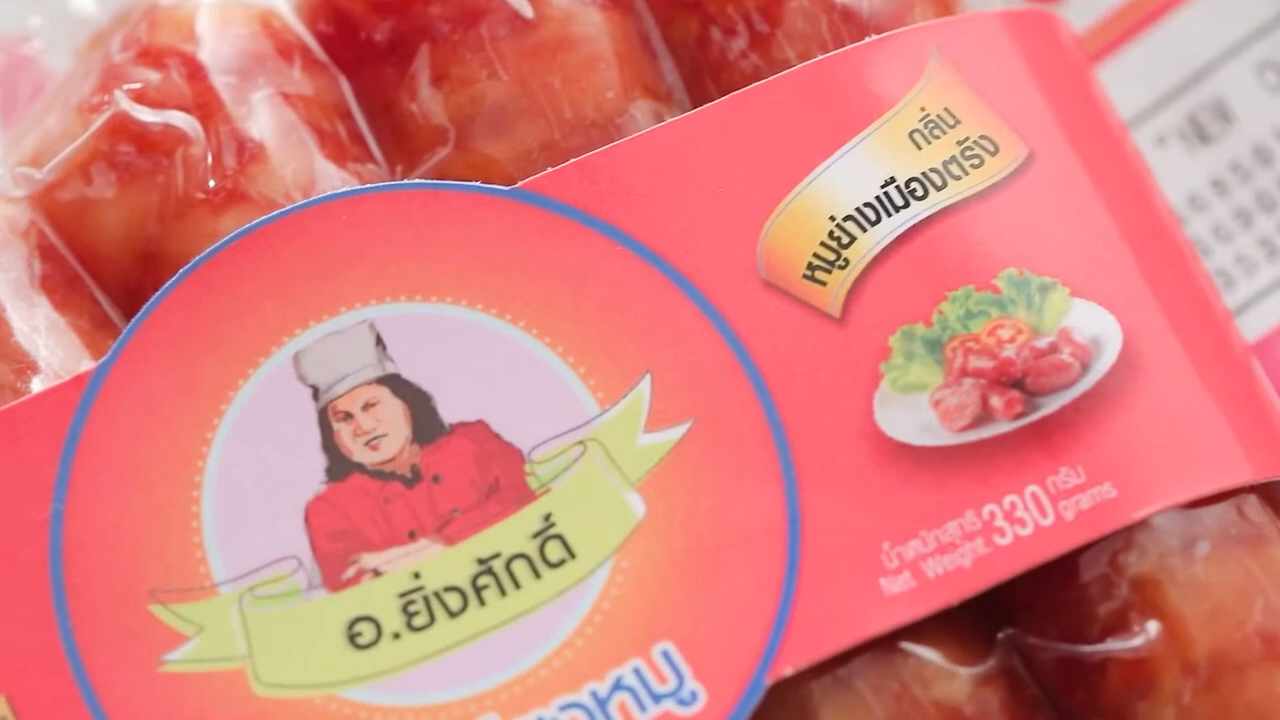 กลิ่น
หมูย่างเมืองตรัง
อ.ยิ่งศักดิ์
น้ำหนักสุทธิ 330 กรัม
Net Weight grams